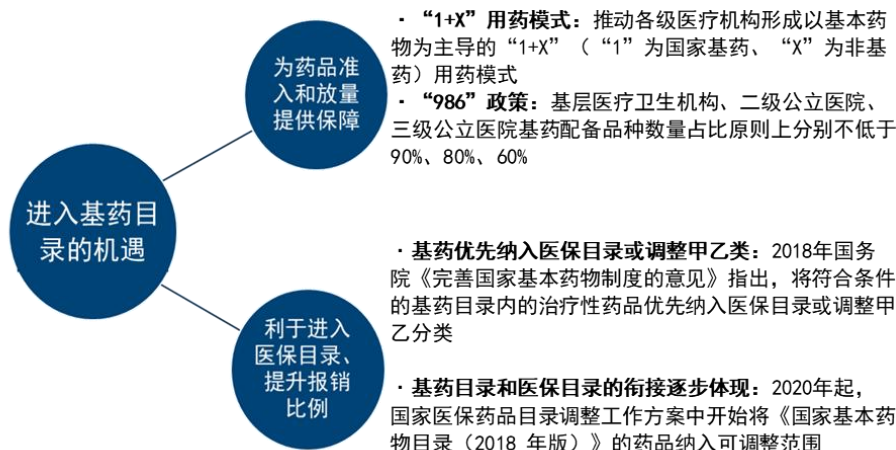 进入基药目
录的机遇
为药品准
入和放量
提供保障
· “1+X”用药模式：推动各级医疗机构形成以基本药
物为主导的“1+X”（ “1”为国家基药、“X”为非基
药）用药模式
· “986”政策：基层医疗卫生机构、二级公立医院、
三级公立医院基药配备品种数量占比原则上分别不低于
90%、80%、60%
利于进入
医保目录、
提升报销
比例
· 基药优先纳入医保目录或调整甲乙类：2018年国务
院《完善国家基本药物制度的意见》指出，将符合条件
的基药目录内的治疗性药品优先纳入医保目录或调整甲
乙分类
· 基药目录和医保目录的衔接逐步体现：2020年起，
国家医保药品目录调整工作方案中开始将《国家基本药
物目录（2018 年版）》的药品纳入可调整范围